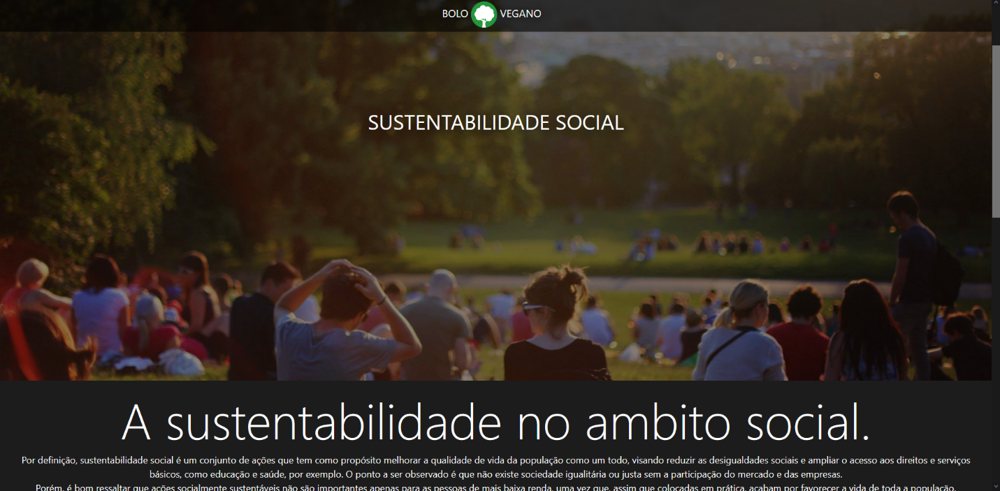 BOLO VEGANO
SUSTENTABILIDADE SOCIAL
A sustentabilidade no ambito social.
Por definição, sustentabilidade social é um conjunto de ações que tem como propósito melhorar a qualidade de vida da população como um todo, visando reduzir as desigualdades sociais e ampliar o acesso aos direitos e serviços
básicos, como educação e saúde, por exemplo. O ponto a ser observado é que não existe sociedade igualitária ou justa sem a participação do mercado e das empresas.
Porém, é bom ressaltar que ações socialmente sustentáveis não são importantes apenas para as pessoas de mais baixa renda, uma vez que, assim que colocadas em prática, acabam por favorecer a vida de toda a população.